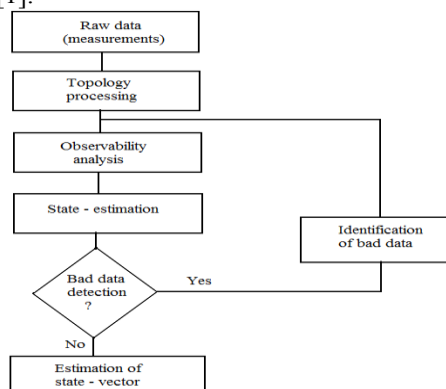 [1].
Raw data
(measurements)
Topology
processing
Observability
analysis
State - estimation
Identification
of bad data
Bad data
detection
?
Yes
No
Estimation of
state - vector